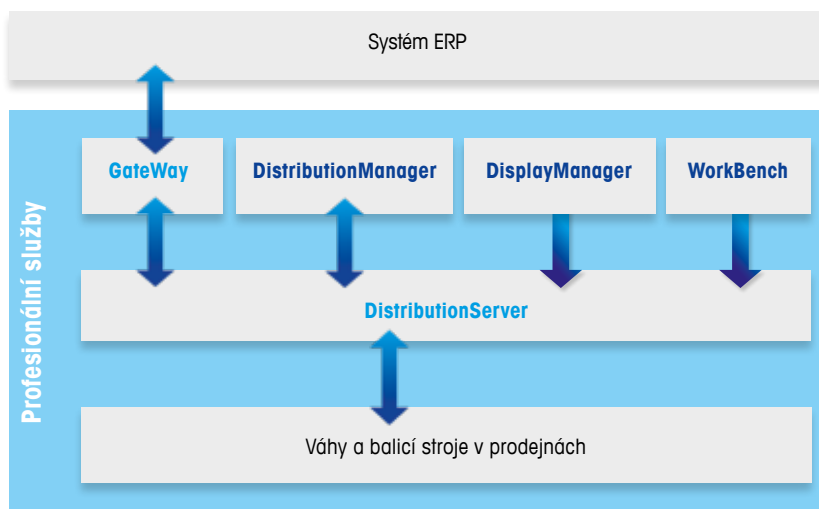 Systém ERP
GateWay
DistributionManager
DisplayManager
WorkBench
Profesionální služby
DistributionServer
Váhy a balicí stroje v prodejnách